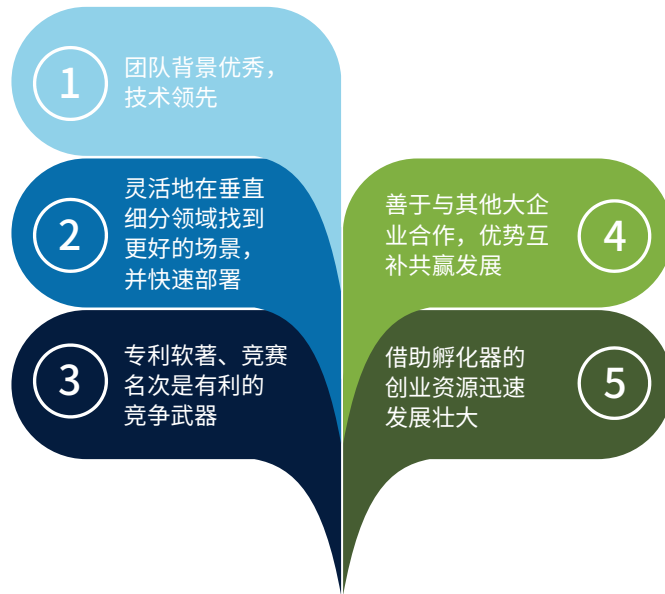 1
团队背景优秀，
技术领先
2
灵活地在垂直
细分领域找到
更好的场景，
并快速部署
3
专利软著、竞赛
名次是有利的
竞争武器
善于与其他大企
业合作，优势互
补共赢发展
4
借助孵化器的
创业资源迅速
发展壮大
5